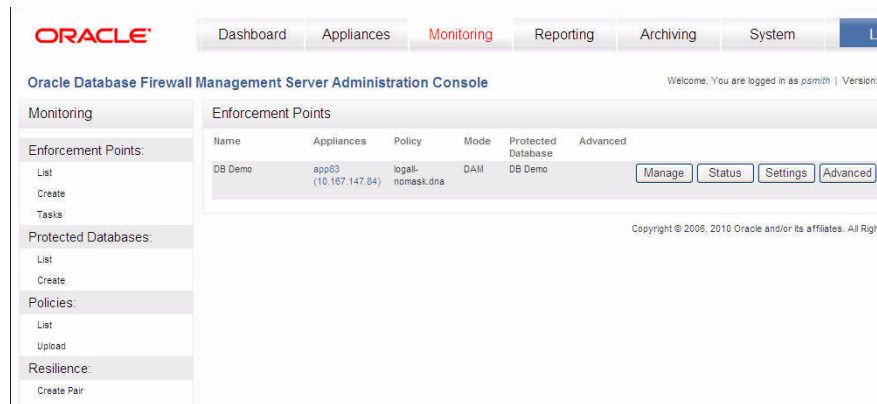 ORACLE
Dashboard
Appliances
Monitoring
Reporting
Archiving
System
L
Oracle Database Firewall Management Server Administration Console
Welcome. You are logged in as psmith | Version:
Monitoring
Enforcement Points:
List
Create
Tasks
Protected Databases:
List
Create
Policies:
List
Upload
Resilience:
Create Pair
Enforcement Points
Name Appliances Policy Mode Protected Database Advanced
DB Demo app83 (10.167.147.84) logall-nomask.dna DAM DB Demo
Manage Status Settings Advanced
Copyright © 2006, 2010 Oracle and/or its affiliates. All Righ